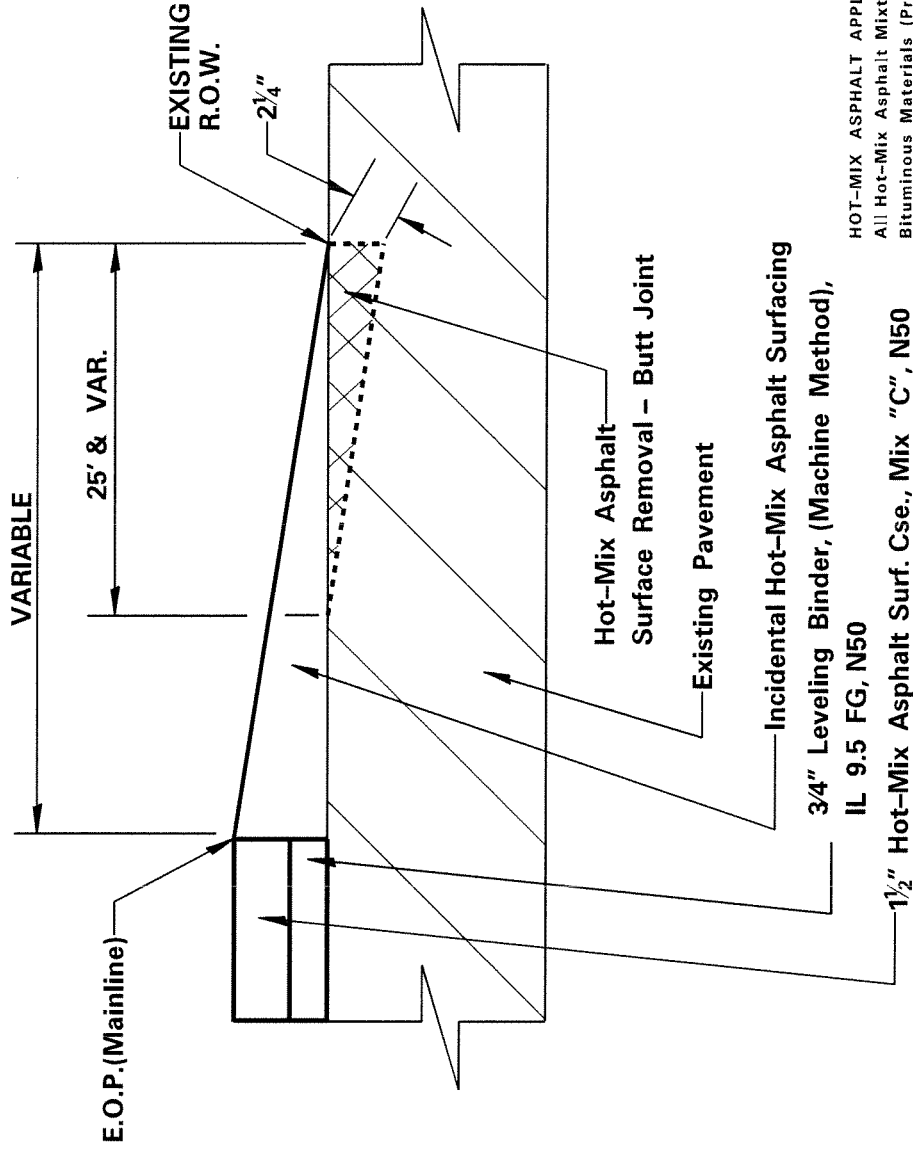 VARIABLE
25' & VAR.
E.O.P.(Mainline)
EXISTING
R.O.W.
2¼"
Hot-Mix Asphalt
Surface Removal – Butt Joint
Existing Pavement
Incidental Hot-Mix Asphalt Surfacing
3/4" Leveling Binder, (Machine Method),
IL 9.5 FG, N50
1½" Hot-Mix Asphalt Surf. Cse., Mix "C", N50
HOT-MIX ASPHALT APPL
All Hot-Mix Asphalt Mixt
Bituminous Materials (Pr